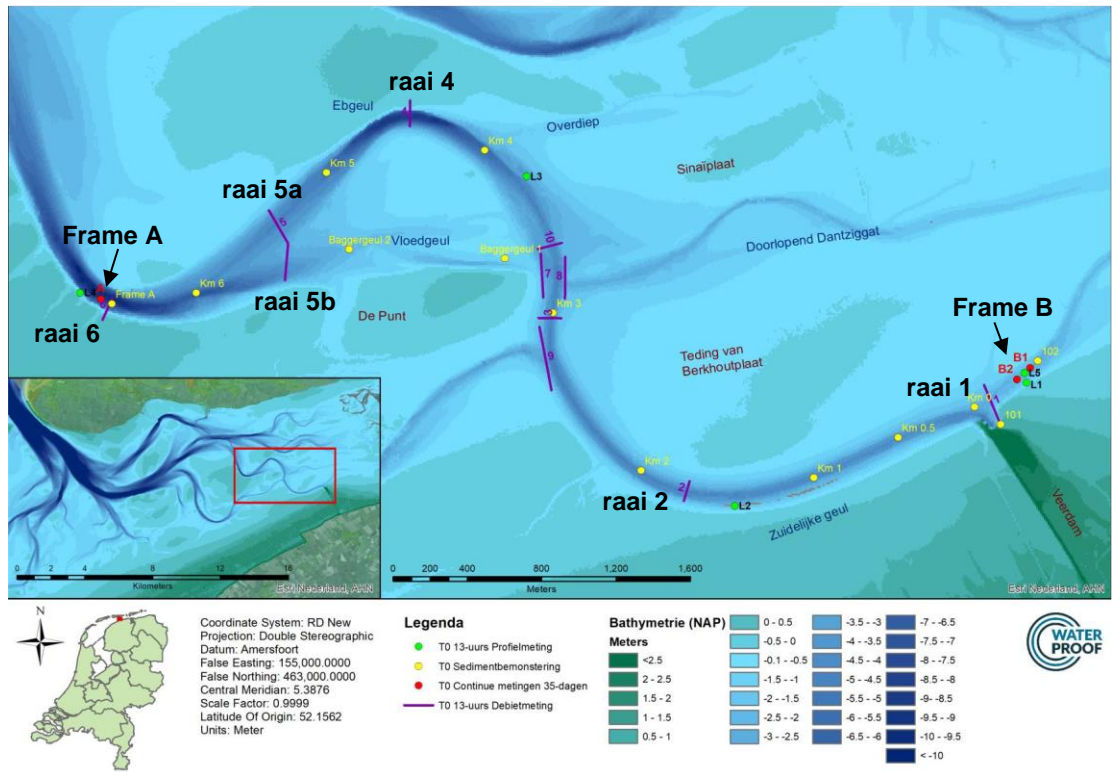 raai 4
Ebgeul
Overdiep
Km 4
Km 5
L3
Sinaïplaat
raai 5a
5
10
Frame A
Vloedgeul
Baggergeul 2
Baggergeul 1
Doorlopend Dantziggat
7
8
L4
Frame A
Km 6
raai 5b
Km 3
3
De Punt
raai 6
Frame B
9
Teding van
Berkhoutplaat
B1
102
B2
L5
L1
raai 1
Km 0
1
101
Km 0.5
Km 2
Km 1
raai 2
2
L2
Zuidelijke geul
Veerdam
0 2 4 8 12 16
Kilometers
Esri Nederland, AHN
0 200 400 800 1,200 1,600
Meters
Esri Nederland, AHN
N
Coordinate System: RD New
Projection: Double Stereographic
Datum: Amersfoort
False Easting: 155,000.0000
False Northing: 463,000.0000
Central Meridian: 5.3876
Scale Factor: 0.9999
Latitude Of Origin: 52.1562
Units: Meter
Legenda
T0 13-uurs Profielmeting
T0 Sedimentbemonstering
T0 Continue metingen 35-dagen
T0 13-uurs Debietmeting
Bathymetrie (NAP)
Meters
<2.5
2 - 2.5
1.5 - 2
1 - 1.5
0.5 - 1
0 - 0.5
-0.5 - 0
-0.1 - -0.5
-1.5 - -1
-2 - -1.5
-2.5 - -2
-3 - -2.5
-3.5 - -3
-4 - -3.5
-4.5 - -4
-5 - -4.5
-5.5 - -5
-6 - -5.5
-6.5 - -6
-7 - -6.5
-7.5 - -7
-8 - -7.5
-8.5 - -8
-9 - -8.5
-9.5 - -9
-10 - -9.5
< -10
WATER
PROOF